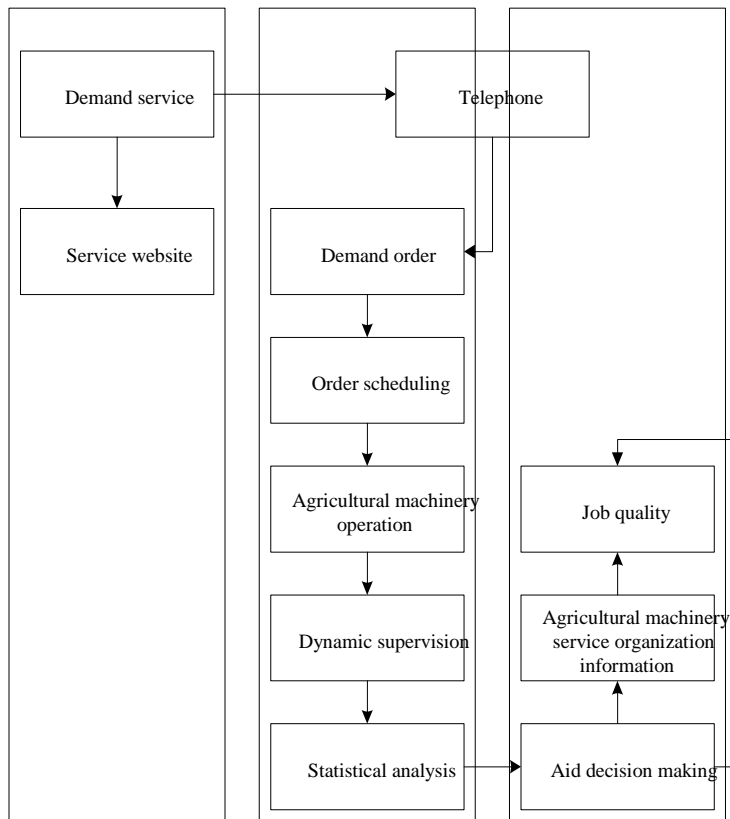 Demand service
Telephone
Service website
Demand order
Order scheduling
Agricultural machinery
operation
Job quality
Dynamic supervision
Agricultural machinery
service organization
information
Statistical analysis
Aid decision making